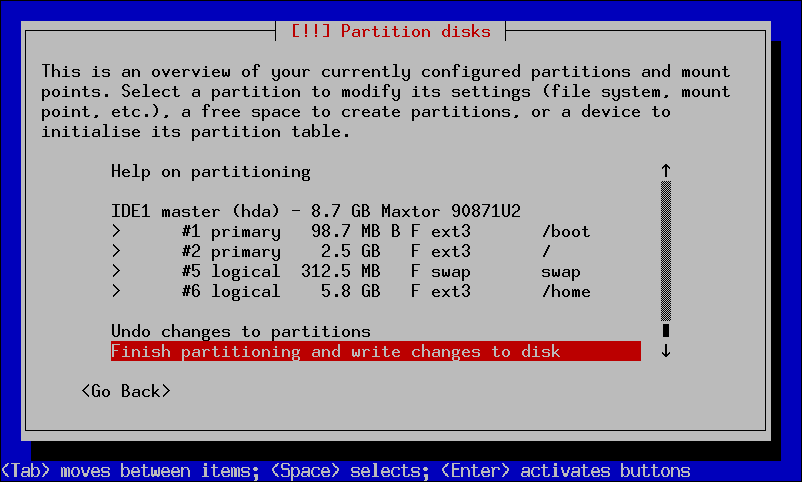 [!!] Partition disks
This is an overview of your currently configured partitions and mount
points. Select a partition to modify its settings (file system, mount
point, etc.), a free space to create partitions, or a device to
initialise its partition table.
Help on partitioning
IDE1 master (hda) - 8.7 GB Maxtor 90871U2
>      #1 primary   98.7 MB B F ext3       /boot
>      #2 primary    2.5 GB   F ext3       /
>      #5 logical  312.5 MB   F swap       swap
>      #6 logical    5.8 GB   F ext3       /home
Undo changes to partitions
Finish partitioning and write changes to disk
<Go Back>
<Tab> moves between items; <Space> selects; <Enter> activates buttons